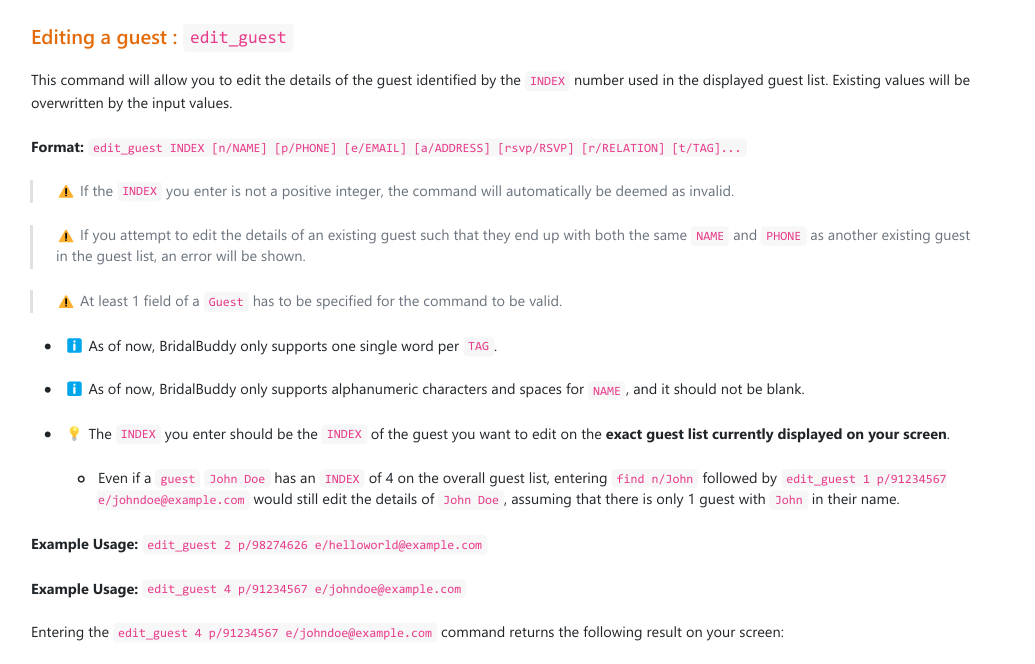 Editing a guest : edit_guest
This command will allow you to edit the details of the guest identified by the INDEX number used in the displayed guest list. Existing values will be
overwritten by the input values.
Format: edit_guest INDEX [n/NAME] [p/PHONE] [e/EMAIL] [a/ADDRESS] [rsvp/RSVP] [r/RELATION] [t/TAG]...
⚠️ If the INDEX you enter is not a positive integer, the command will automatically be deemed as invalid.
⚠️ If you attempt to edit the details of an existing guest such that they end up with both the same NAME and PHONE as another existing guest
in the guest list, an error will be shown.
⚠️ At least 1 field of a Guest has to be specified for the command to be valid.
• ℹ️ As of now, BridalBuddy only supports one single word per TAG .
• ℹ️ As of now, BridalBuddy only supports alphanumeric characters and spaces for NAME , and it should not be blank.
• 💡 The INDEX you enter should be the INDEX of the guest you want to edit on the exact guest list currently displayed on your screen.
◦ Even if a guest John Doe has an INDEX of 4 on the overall guest list, entering find n/John followed by edit_guest 1 p/91234567
e/johndoe@example.com would still edit the details of John Doe , assuming that there is only 1 guest with John in their name.
Example Usage: edit_guest 2 p/98274626 e/helloworld@example.com
Example Usage: edit_guest 4 p/91234567 e/johndoe@example.com
Entering the edit_guest 4 p/91234567 e/johndoe@example.com command returns the following result on your screen: